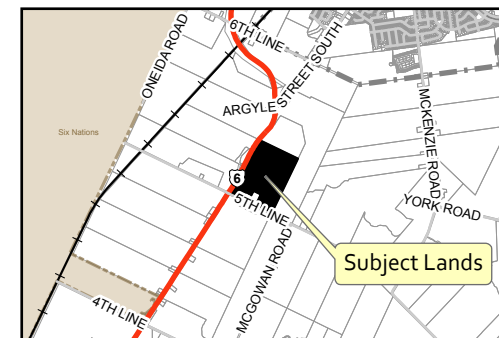 6TH LINE
ONEIDA ROAD
ARGYLE STREET SOUTH
MCKENZIE ROAD
Six Nations
6
5TH LINE
YORK ROAD
MCGOWAN ROAD
Subject Lands
4TH LINE